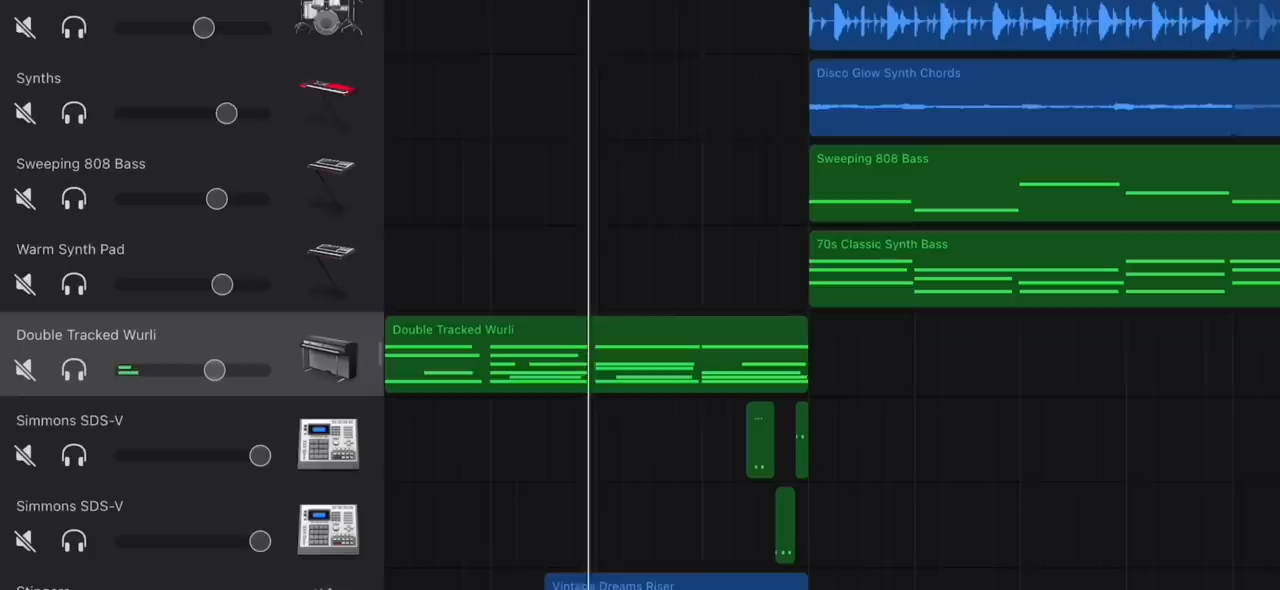 Synths
Disco Glow Synth Chords
Sweeping 808 Bass
Sweeping 808 Bass
Warm Synth Pad
70s Classic Synth Bass
Double Tracked Wurli
Double Tracked Wurli
Simmons SDS-V
Simmons SDS-V
Vintage Dreams Riser
Stingers